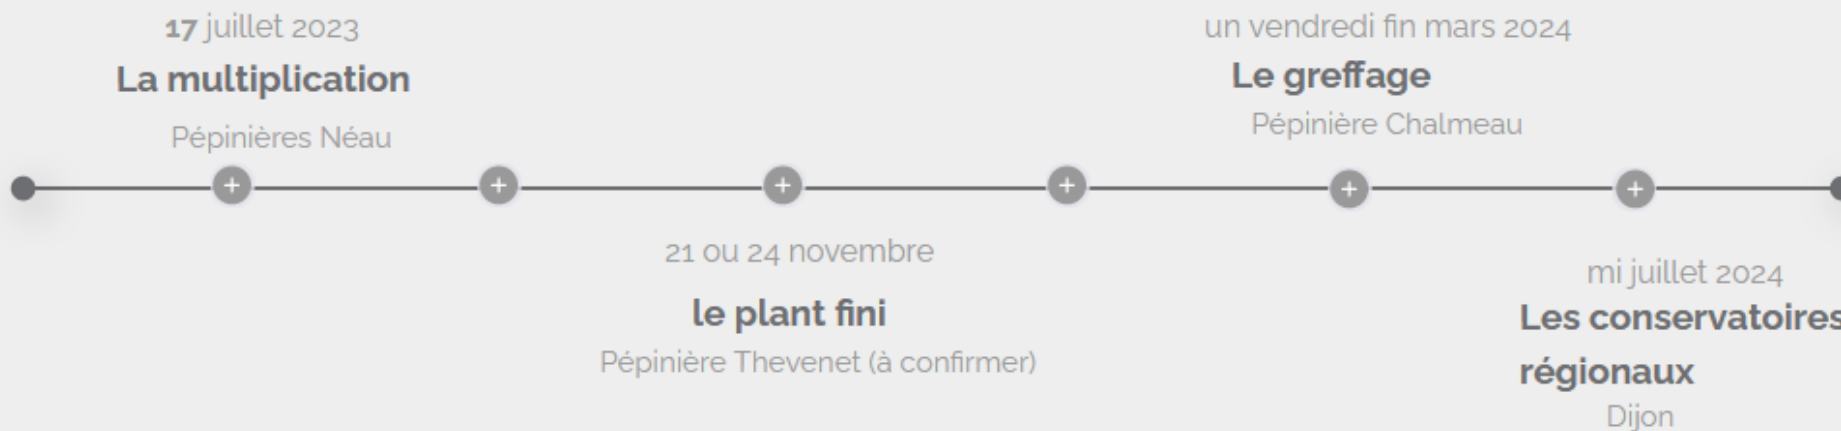 17 juillet 2023
La multiplication
Pépinières Néau
un vendredi fin mars 2024
Le greffage
Pépinière Chalmeau
21 ou 24 novembre
le plant fini
Pépinière Thevenet (à confirmer)
mi juillet 2024
Les conservatoires
régionaux
Dijon